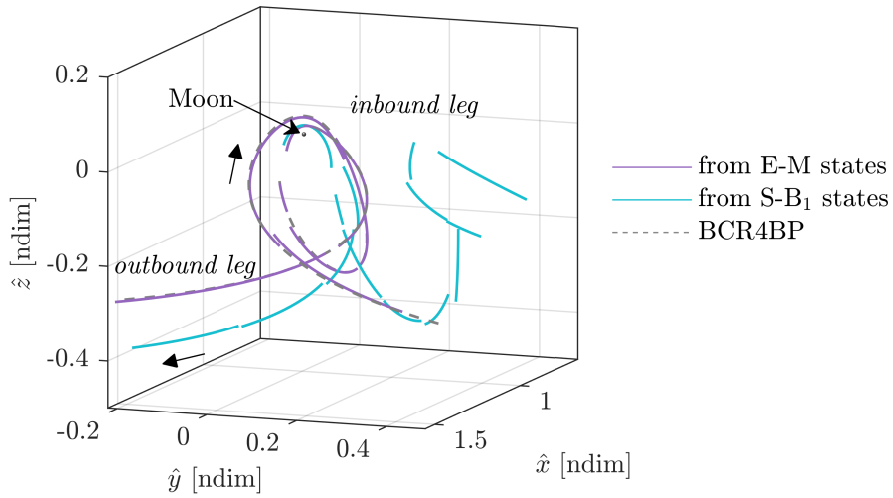 0.2
Moon
inbound leg
0
from E-M states
from S-B₁ states
BCR4BP
-0.2
ẑ [ndim]
outbound leg
-0.4
-0.2
0
0.2
0.4
1.5
1
ŷ [ndim]
x̂ [ndim]